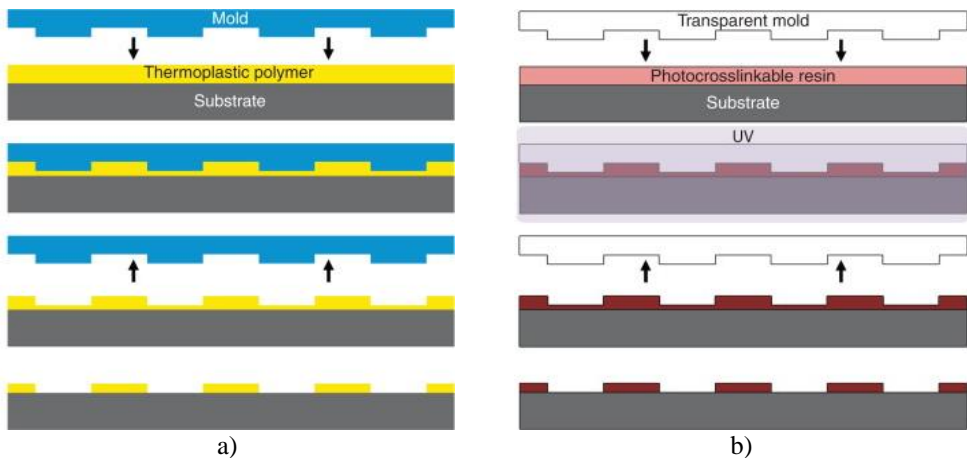 Mold
Thermoplastic polymer
Substrate
a)
Transparent mold
Photocrosslinkable resin
Substrate
UV
b)